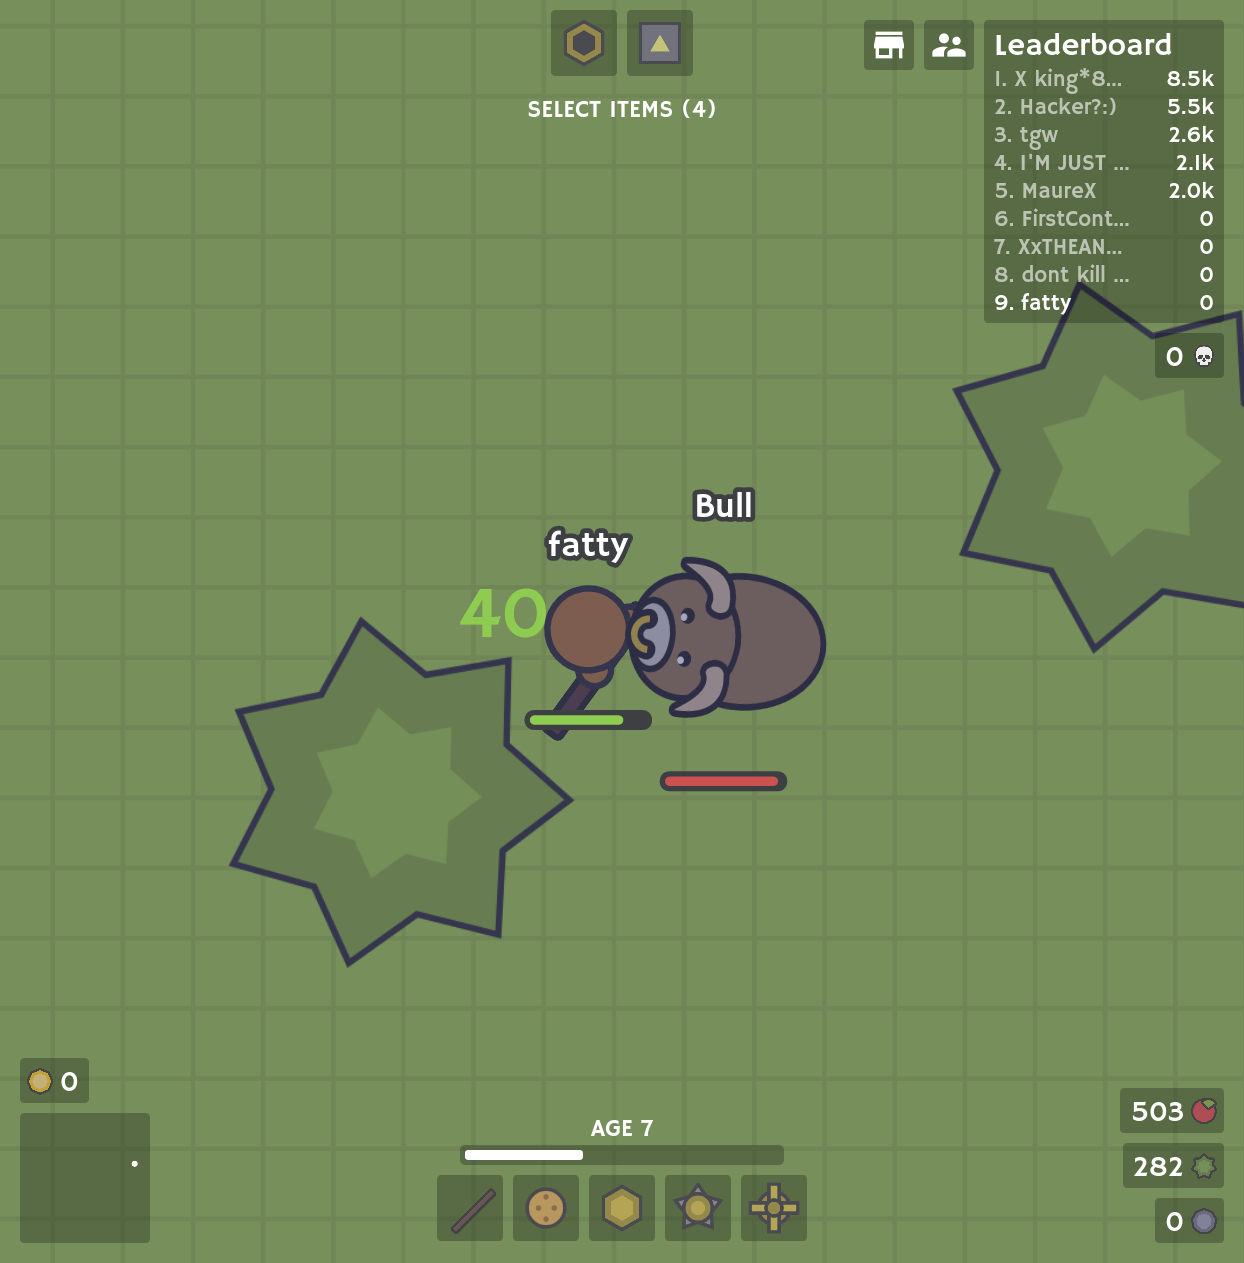 SELECT ITEMS (4)
Leaderboard
1. X king*8... 8.5k
2. Hacker?:) 5.5k
3. tgw 2.6k
4. I'M JUST ... 2.1k
5. MaureX 2.0k
6. FirstCont... 0
7. XxTHEAN... 0
8. dont kill ... 0
9. fatty 0
0
Bull
fatty
40
0
503
282
0
AGE 7